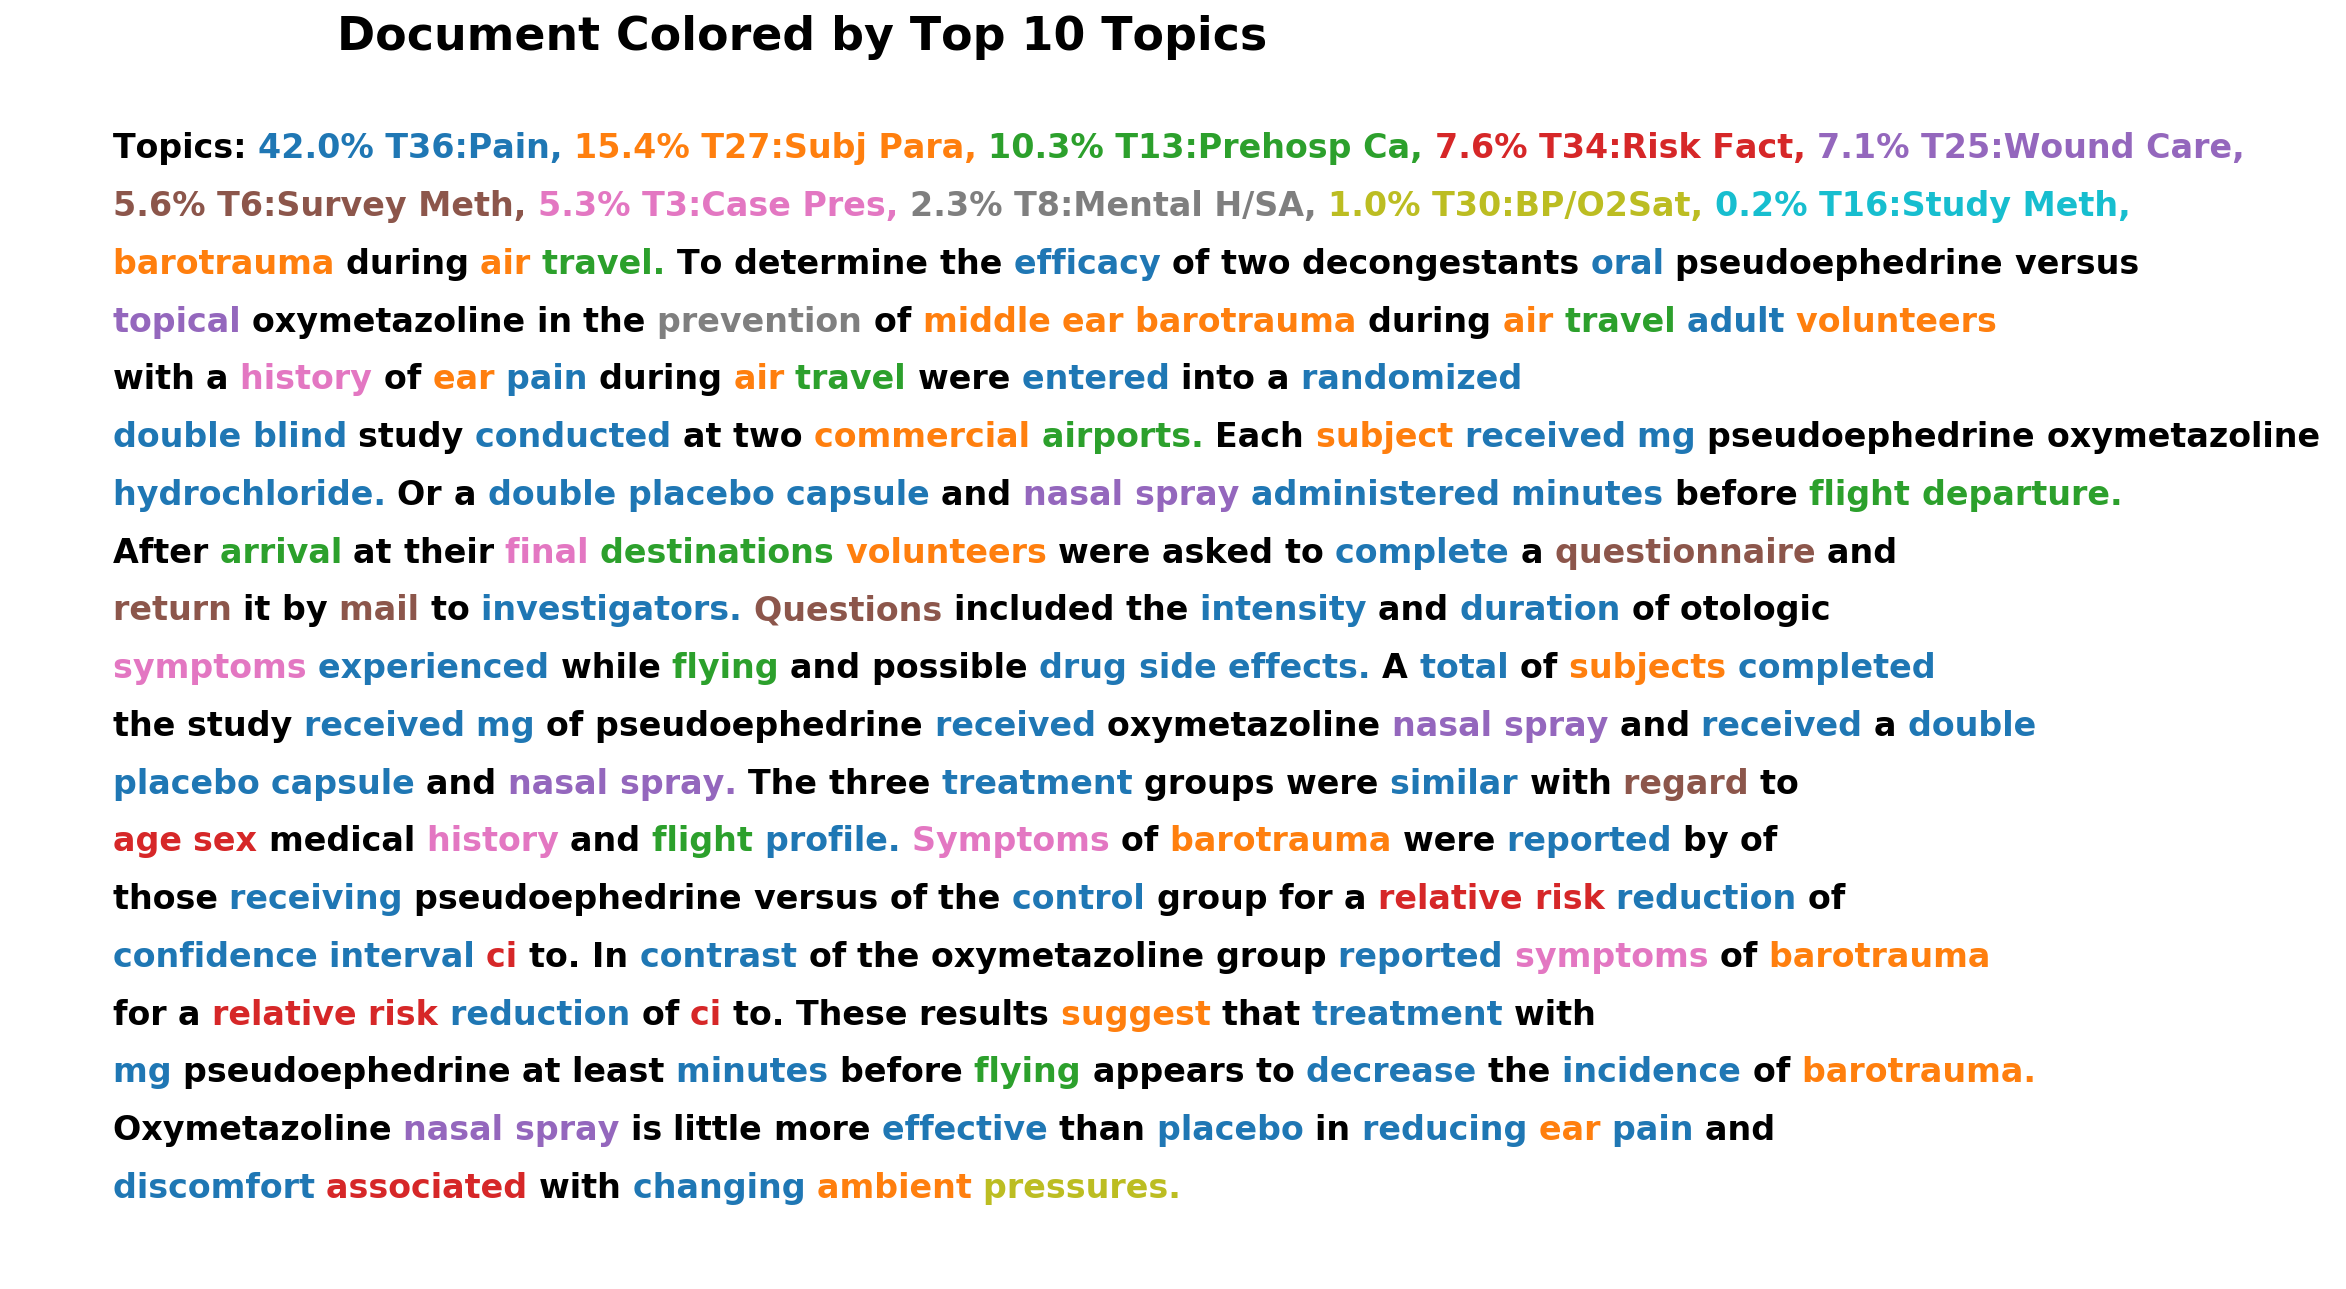 Document Colored by Top 10 Topics
Topics: 42.0% T36:Pain, 15.4% T27:Subj Para, 10.3% T13:Prehosp Ca, 7.6% T34:Risk Fact, 7.1% T25:Wound Care,
5.6% T6:Survey Meth, 5.3% T3:Case Pres, 2.3% T8:Mental H/SA, 1.0% T30:BP/O2Sat, 0.2% T16:Study Meth,
barotrauma during air travel. To determine the efficacy of two decongestants oral pseudoephedrine versus
topical oxymetazoline in the prevention of middle ear barotrauma during air travel adult volunteers
with a history of ear pain during air travel were entered into a randomized
double blind study conducted at two commercial airports. Each subject received mg pseudoephedrine oxymetazoline
hydrochloride. Or a double placebo capsule and nasal spray administered minutes before flight departure.
After arrival at their final destinations volunteers were asked to complete a questionnaire and
return it by mail to investigators. Questions included the intensity and duration of otologic
symptoms experienced while flying and possible drug side effects. A total of subjects completed
the study received mg of pseudoephedrine received oxymetazoline nasal spray and received a double
placebo capsule and nasal spray. The three treatment groups were similar with regard to
age sex medical history and flight profile. Symptoms of barotrauma were reported by of
those receiving pseudoephedrine versus of the control group for a relative risk reduction of
confidence interval ci to. In contrast of the oxymetazoline group reported symptoms of barotrauma
for a relative risk reduction of ci to. These results suggest that treatment with
mg pseudoephedrine at least minutes before flying appears to decrease the incidence of barotrauma.
Oxymetazoline nasal spray is little more effective than placebo in reducing ear pain and
discomfort associated with changing ambient pressures.